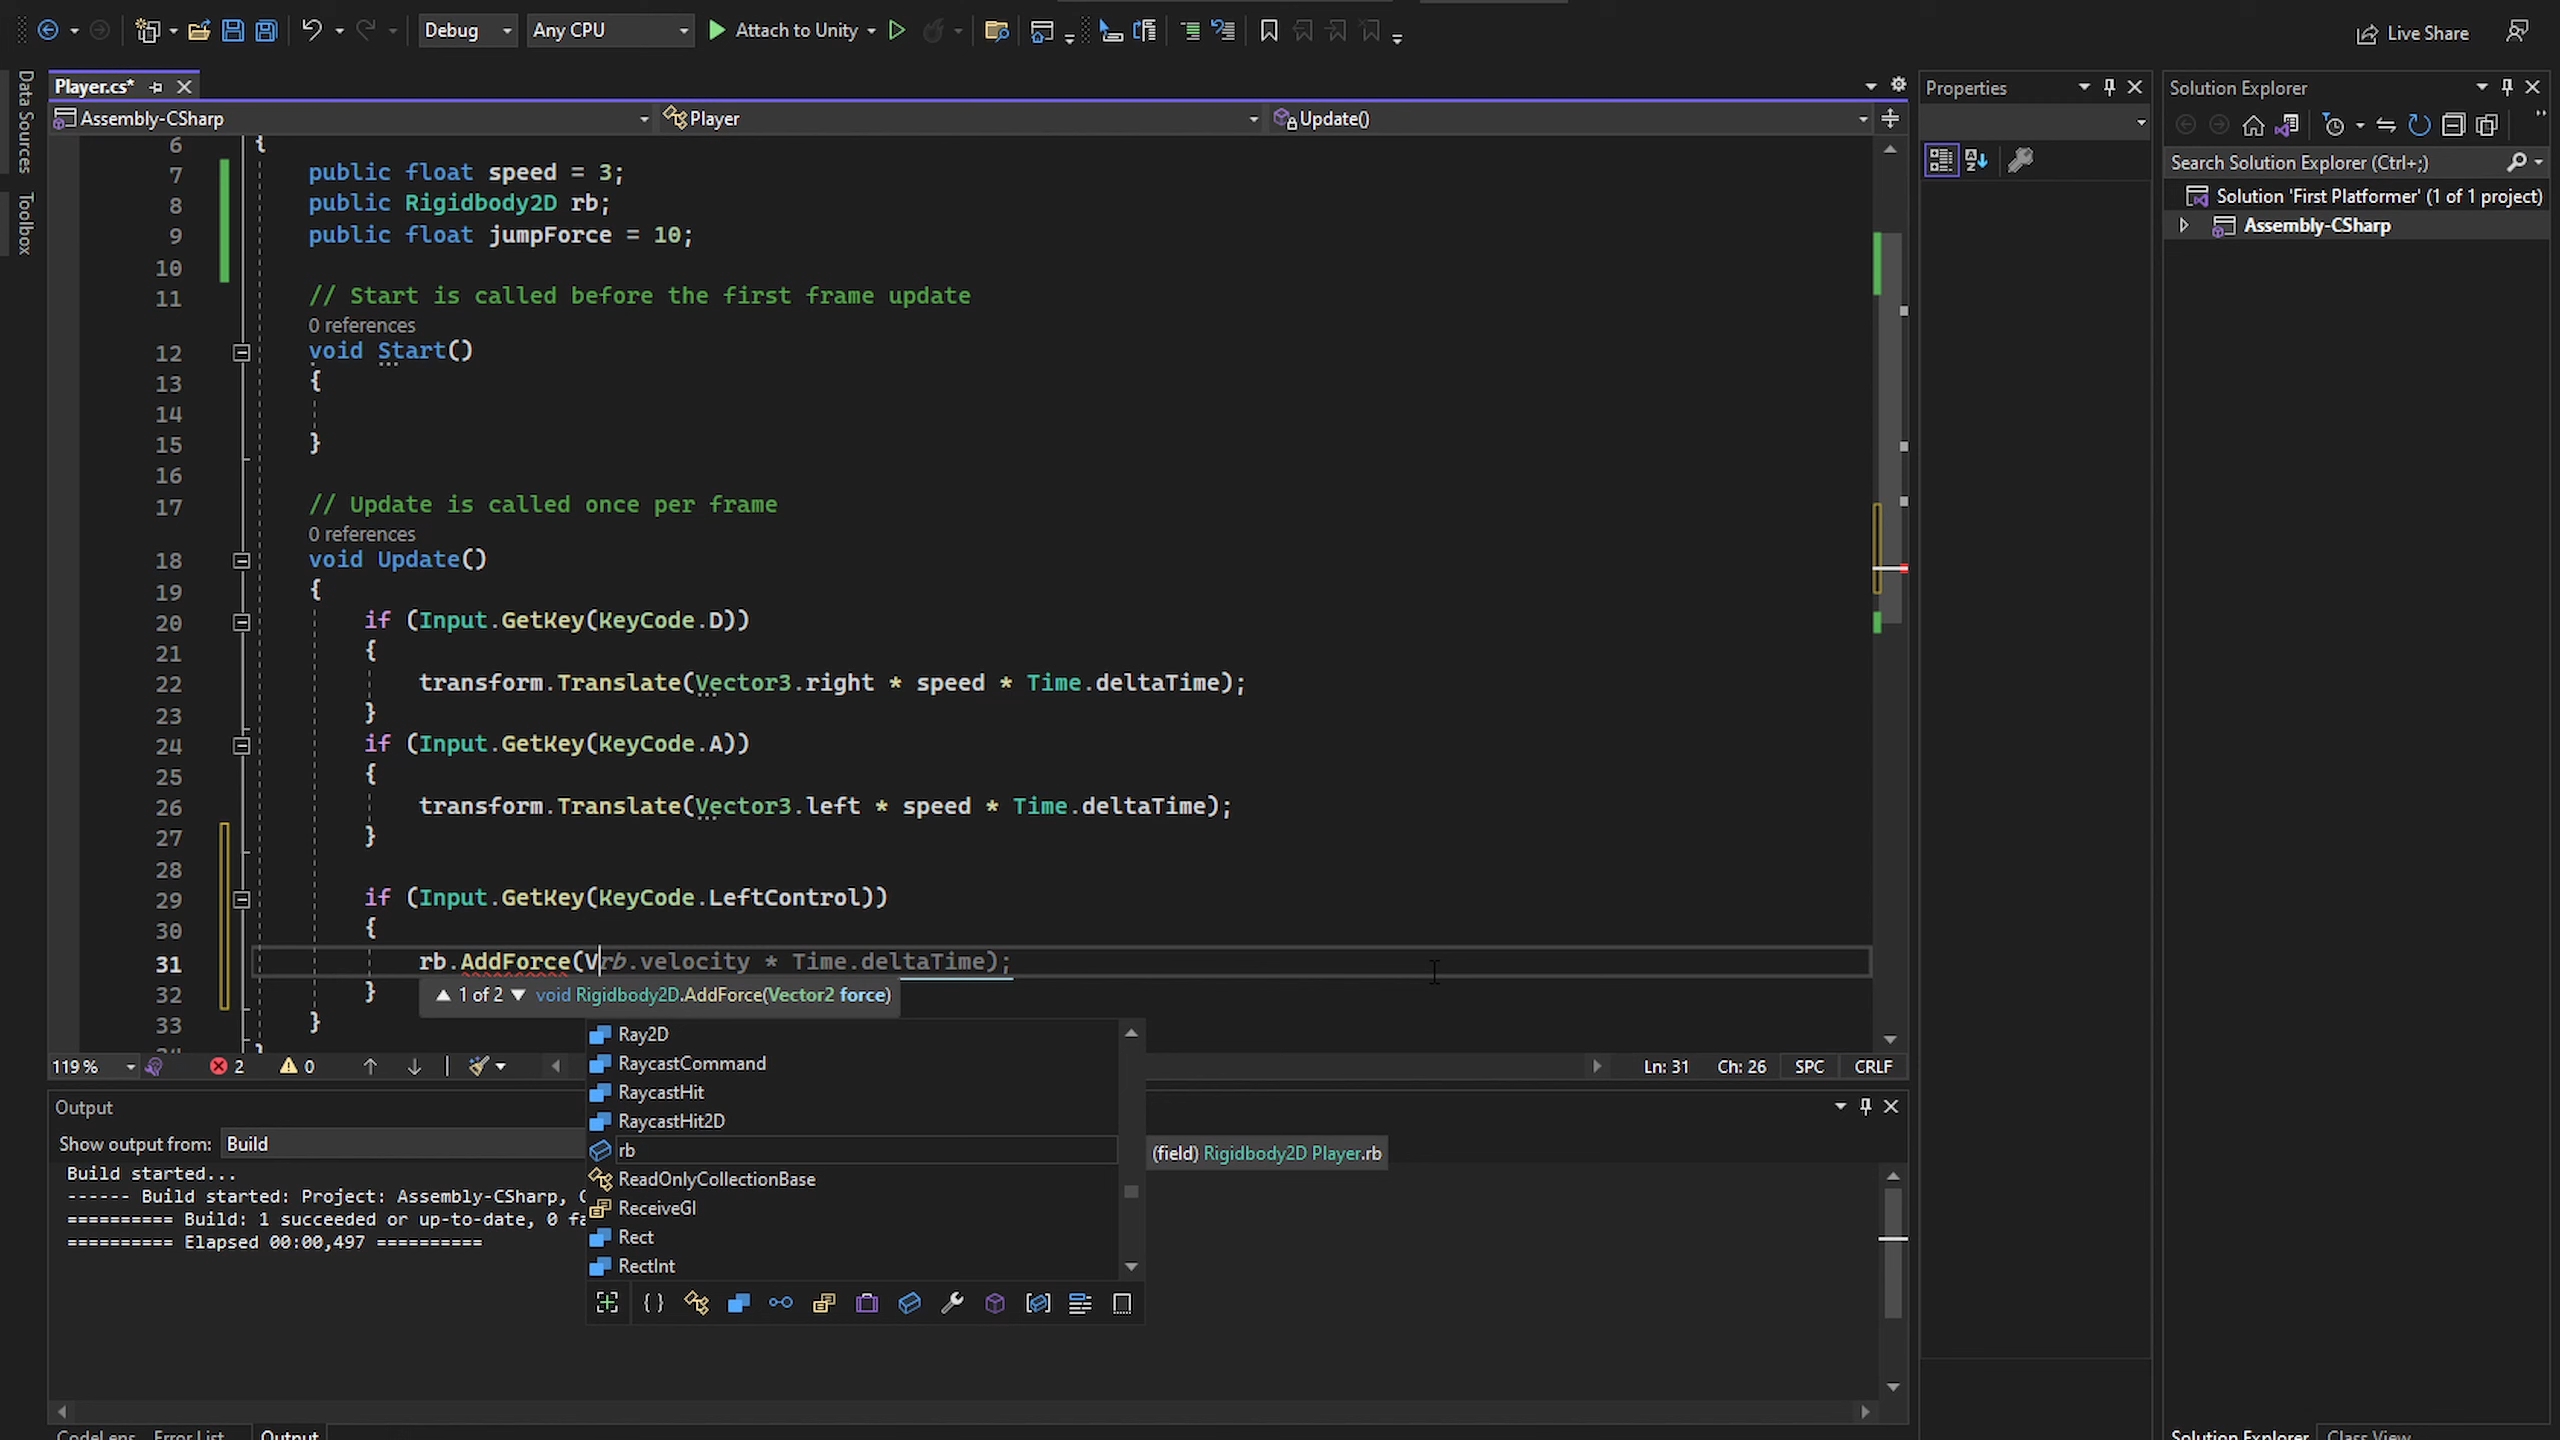 Debug
Any CPU
Attach to Unity
Live Share
Data Sources
Toolbox
Player.cs*
Assembly-CSharp
Player
Update()
6 {
7 public float speed = 3;
8 public Rigidbody2D rb;
9 public float jumpForce = 10;
10
11 // Start is called before the first frame update
0 references
12 void Start()
13 {
14
15 }
16
17 // Update is called once per frame
0 references
18 void Update()
19 {
20 if (Input.GetKey(KeyCode.D))
21 {
22 transform.Translate(Vector3.right * speed * Time.deltaTime);
23 }
24 if (Input.GetKey(KeyCode.A))
25 {
26 transform.Translate(Vector3.left * speed * Time.deltaTime);
27 }
28
29 if (Input.GetKey(KeyCode.LeftControl))
30 {
31 rb.AddForce(Vrb.velocity * Time.deltaTime);
32 }
1 of 2 void Rigidbody2D.AddForce(Vector2 force)
33 }
Ray2D
RaycastCommand
RaycastHit
RaycastHit2D
rb
ReadOnlyCollectionBase
ReceiveGI
Rect
RectInt
(field) Rigidbody2D Player.rb
119 %
2
0
Ln: 31
Ch: 26
SPC
CRLF
Output
Show output from:
Build
Build started...
------ Build started: Project: Assembly-CSharp, C
========== Build: 1 succeeded or up-to-date, 0 fa
========== Elapsed 00:00,497 ==========
CodeLens
Error List
Output
Properties
Solution Explorer
Search Solution Explorer (Ctrl+;)
Solution 'First Platformer' (1 of 1 project)
Assembly-CSharp
Solution Explorer
Class View